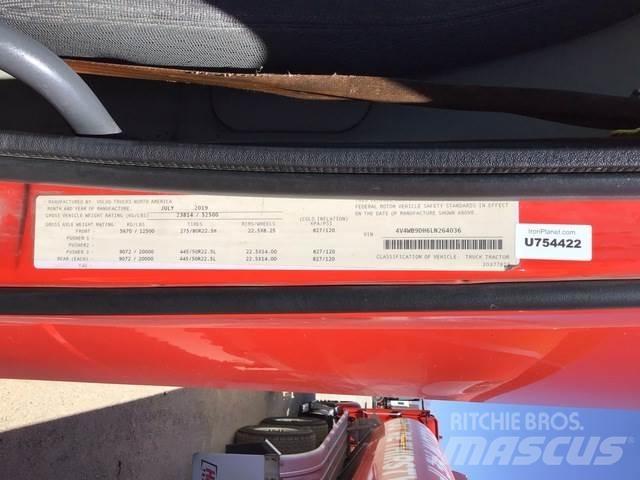 MANUFACTURED BY: VOLVO TRUCKS NORTH AMERICA
MONTH AND YEAR OF MANUFACTURE: JULY 2019
GROSS VEHICLE WEIGHT RATING (KG/LBS) 23814 / 52500
GROSS AXLE WEIGHT RATING KG/LBS TIRES RIMS/WHEELS (COLD INFLATION) KPA/PSI
FRONT 5670 / 12500 275/80R22.5H 22.5X8.25 827/120
PUSHER 1
PUSHER2
PUSHER 3 9072 / 20000 445/50R22.5L 22.5X14.00 827/120
REAR (EACH) 9072 / 20000 445/50R22.5L 22.5X14.00 827/120
TAG
FEDERAL MOTOR VEHICLE SAFETY STANDARDS IN EFFECT
ON THE DATE OF MANUFACTURE SHOWN ABOVE.
VIN 4V4WB9DH6LN264036
CLASSIFICATION OF VEHICLE: TRUCK TRACTOR
IronPlanet.com
U754422
RITCHIE BROS.
MASCUS